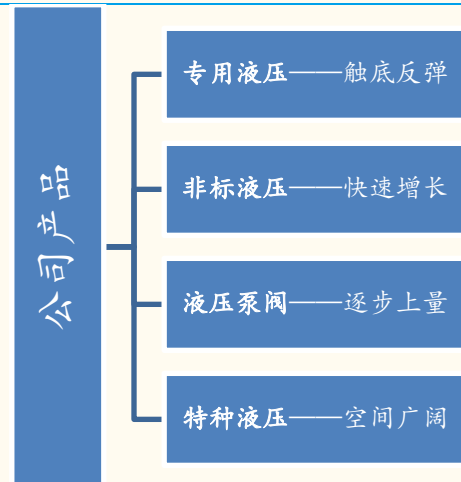 公司产品
专用液压——触底反弹
非标液压——快速增长
液压泵阀——逐步上量
特种液压——空间广阔